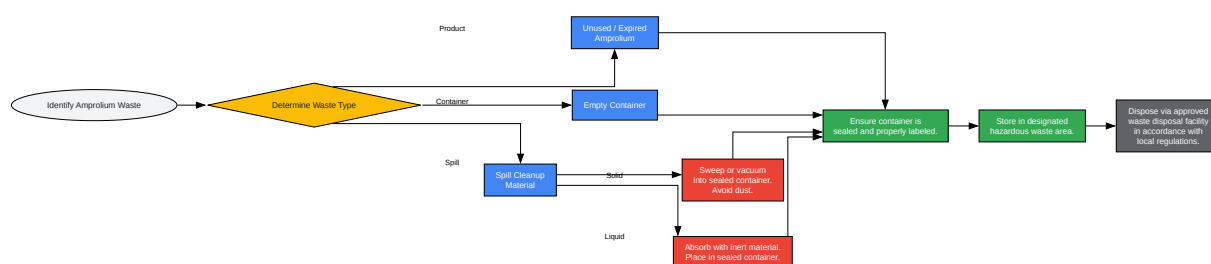 Product
Unused / Expired
Amprolium
Identify Amprolium Waste
Determine Waste Type
Container
Empty Container
Ensure container is
sealed and properly labeled.
Store in designated
hazardous waste area.
Dispose via approved
waste disposal facility
in accordance with
local regulations.
Spill
Spill Cleanup
Material
Solid
Sweep or vacuum
into sealed container.
Avoid dust.
Liquid
Absorb with inert material.
Place in sealed container.